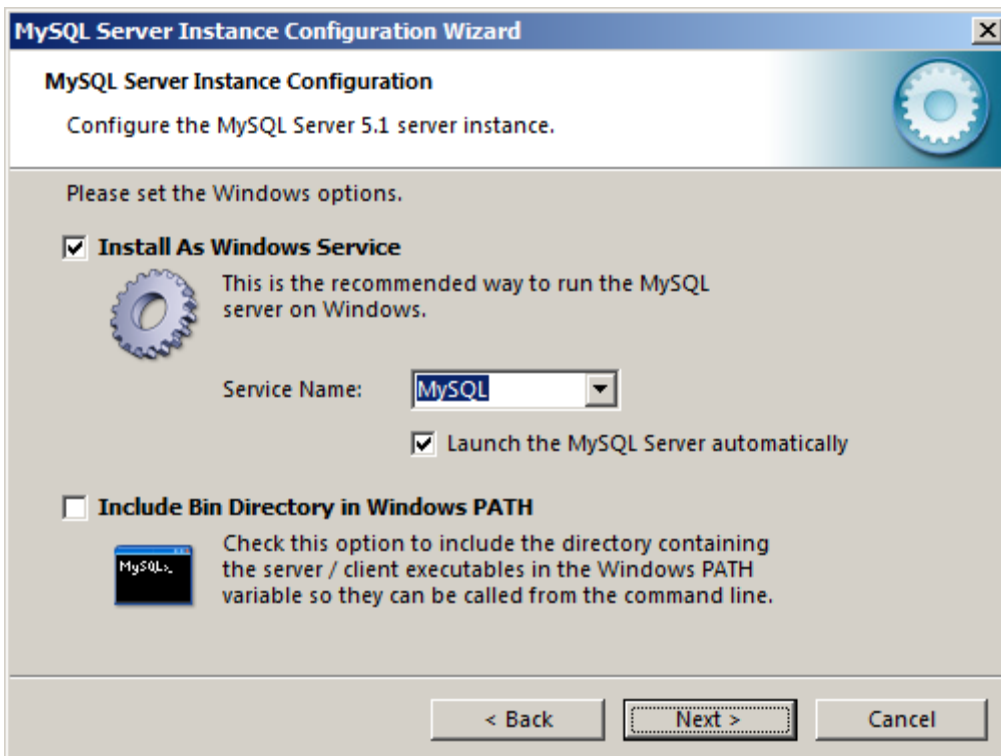 MySQL Server Instance Configuration Wizard
MySQL Server Instance Configuration
Configure the MySQL Server 5.1 server instance.
Please set the Windows options.
Install As Windows Service
This is the recommended way to run the MySQL
server on Windows.
Service Name: MySQL
Launch the MySQL Server automatically
Include Bin Directory in Windows PATH
MySQL>_
Check this option to include the directory containing
the server / client executables in the Windows PATH
variable so they can be called from the command line.
< Back Next > Cancel